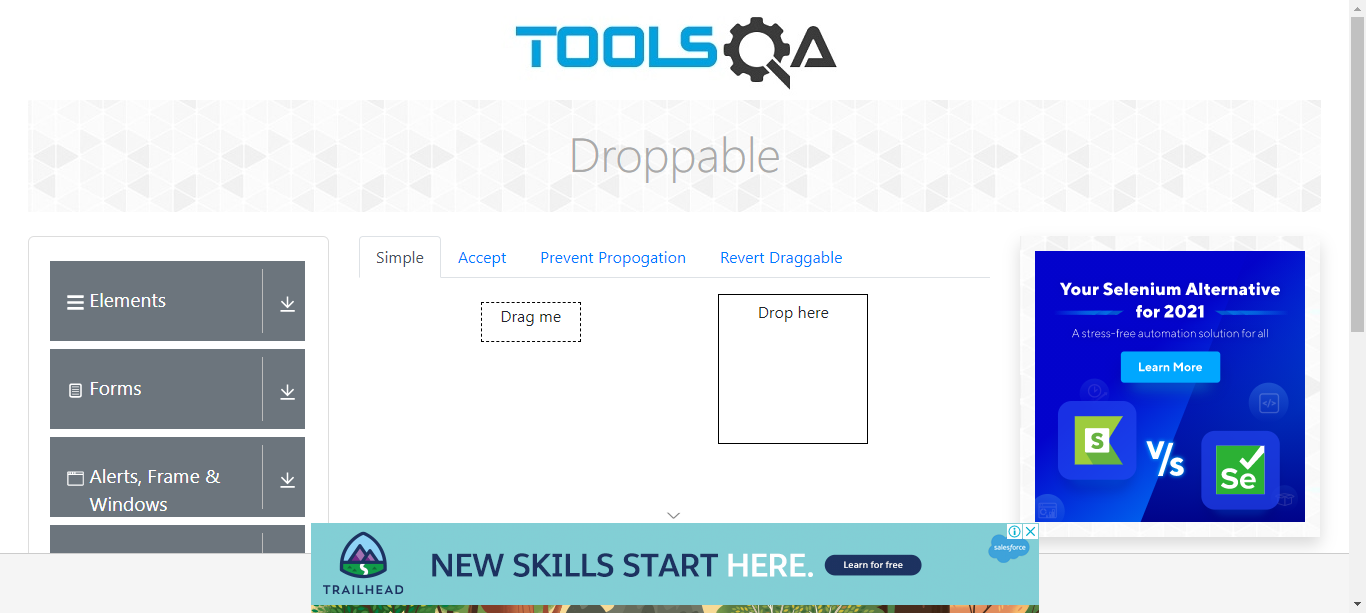 TOOLSQA
Droppable
Elements
Forms
Alerts, Frame &
Windows
Simple
Accept
Prevent Propogation
Revert Draggable
Drag me
Drop here
Your Selenium Alternative
for 2021
A stress-free automation solution for all
Learn More
S
V/s
Se
TRAILHEAD
NEW SKILLS START HERE.
Learn for free
salesforce